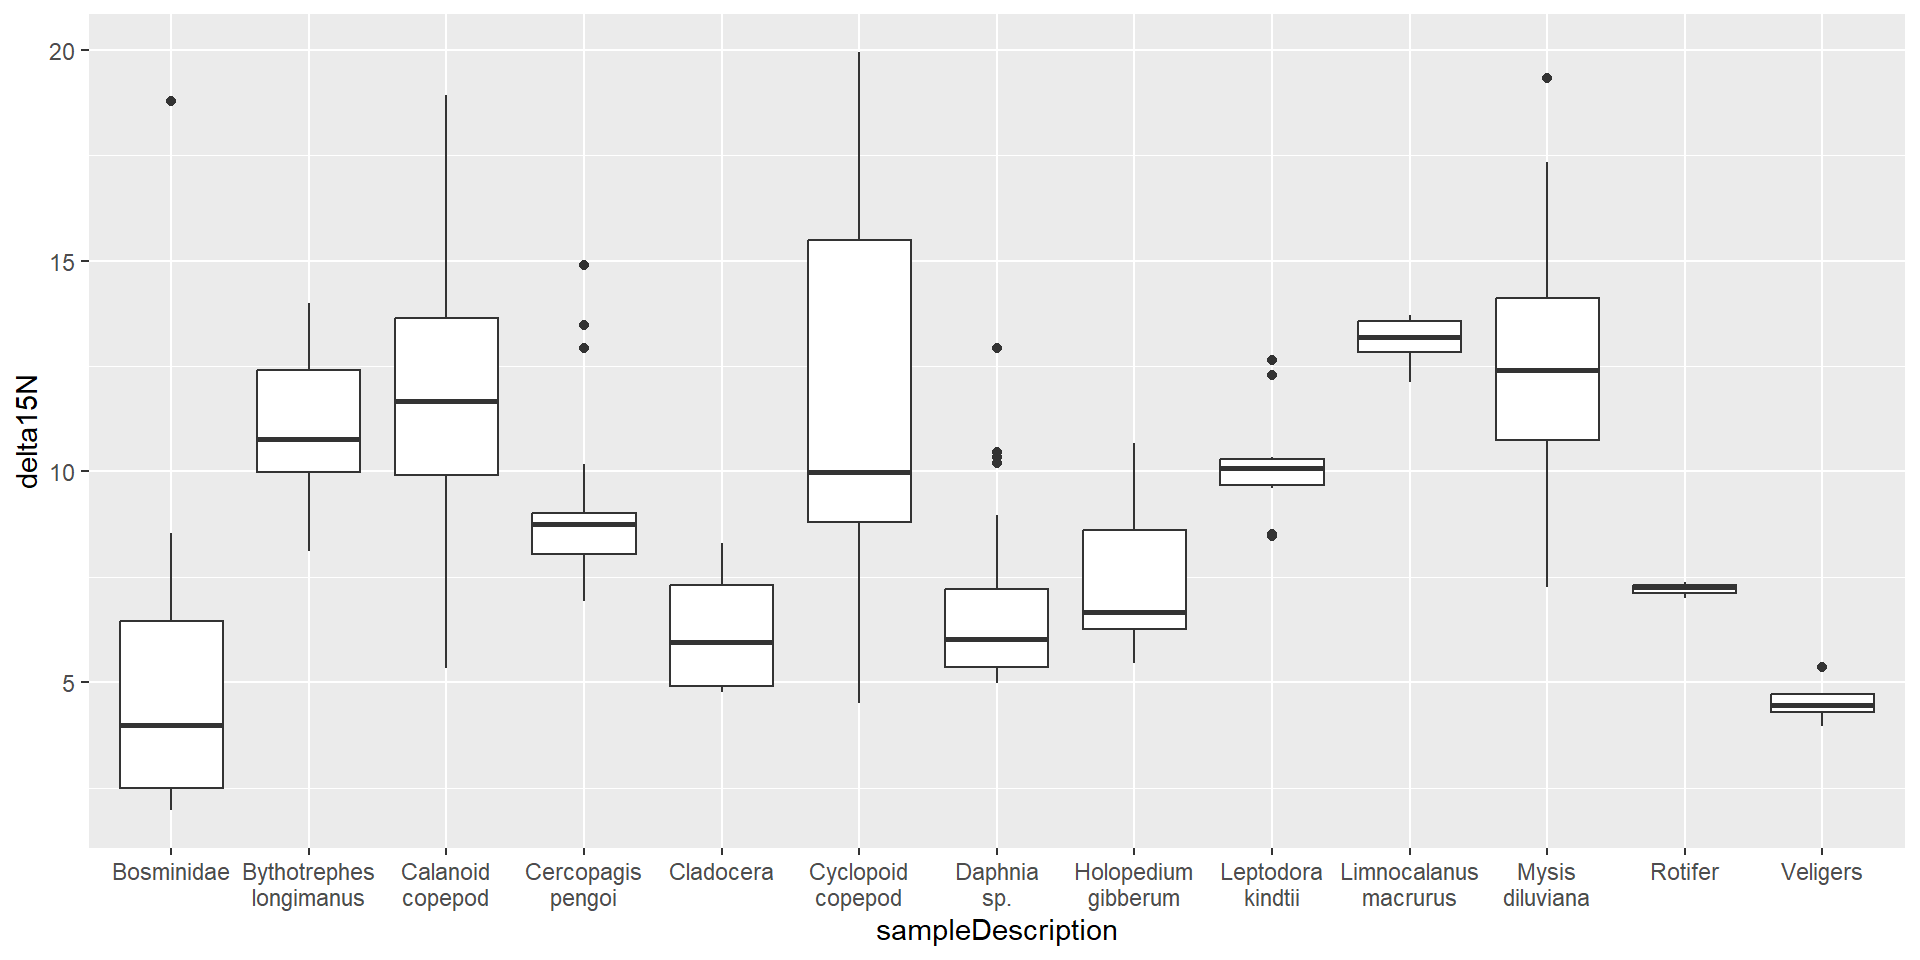 20
15
10
5
delta15N
Bosminidae
Bythotrephes
longimanus
Calanoid
copepod
Cercopagis
pengoi
Cladocera
Cyclopoid
copepod
Daphnia
sp.
Holopedium
gibberum
Leptodora
kindtii
Limnocalanus
macrurus
Mysis
diluviana
Rotifer
Veligers
sampleDescription